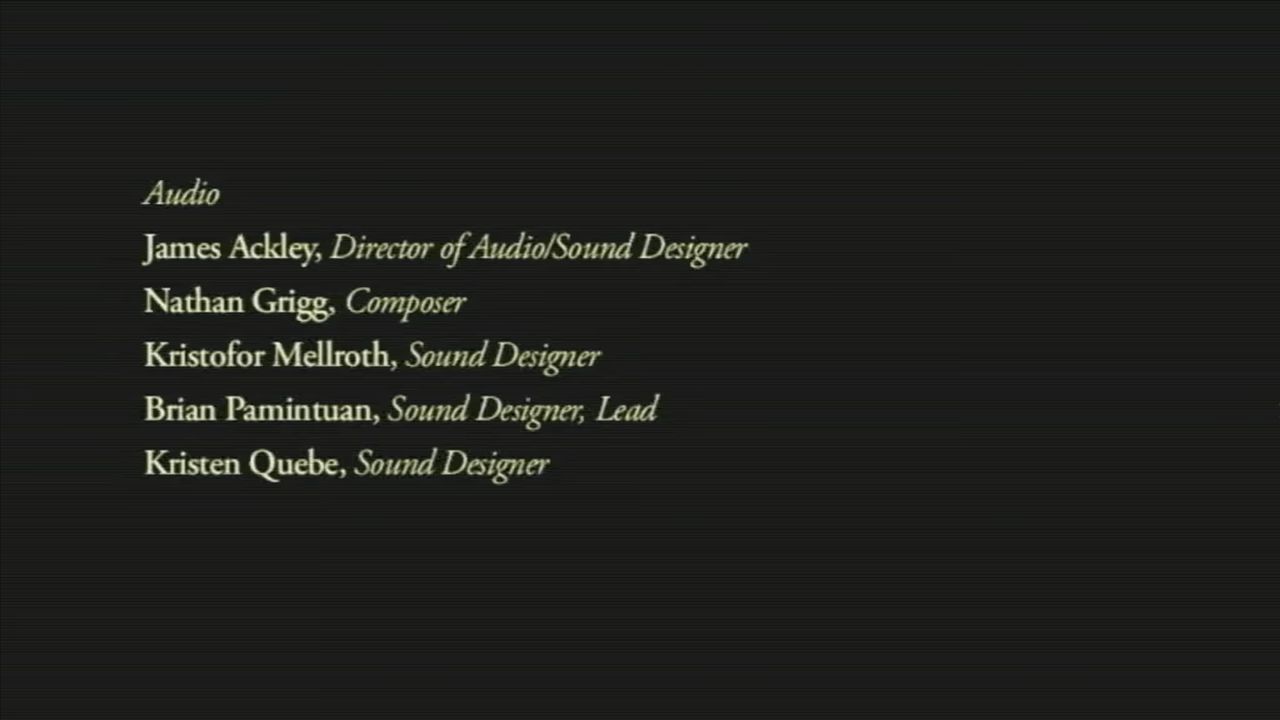 Audio
James Ackley, Director of Audio/Sound Designer
Nathan Grigg, Composer
Kristofor Mellroth, Sound Designer
Brian Pamintuan, Sound Designer, Lead
Kristen Quebe, Sound Designer